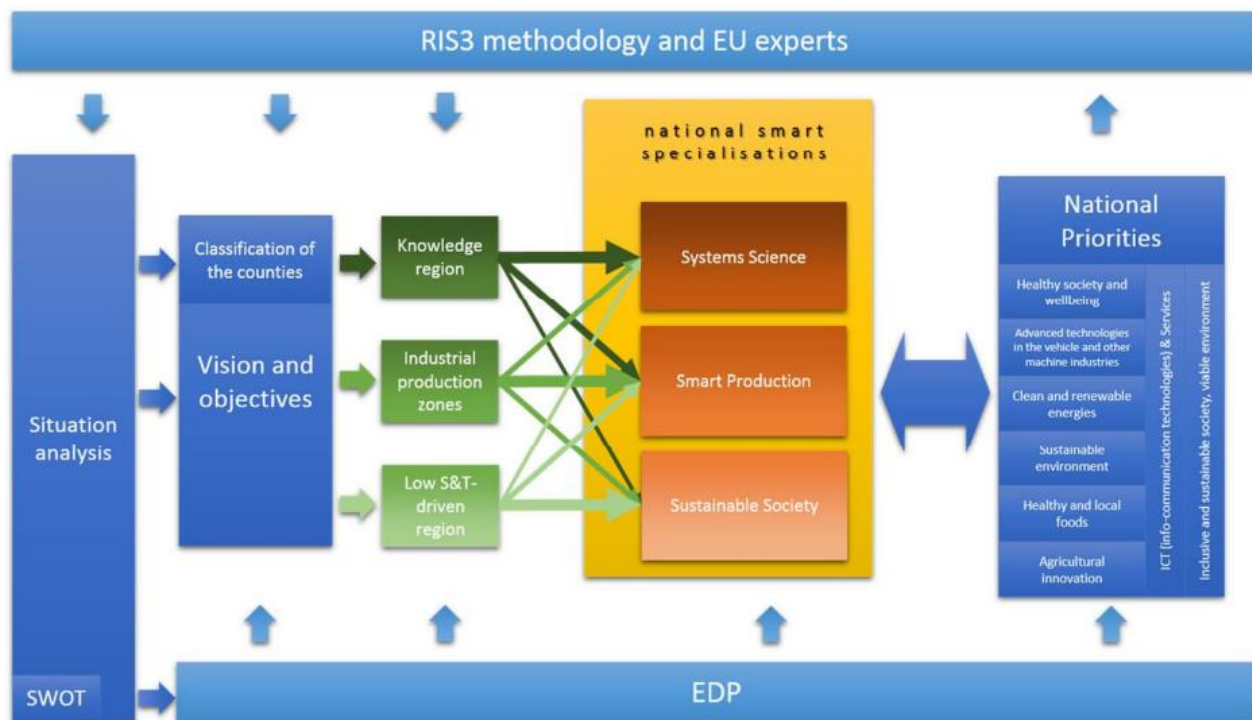 RIS3 methodology and EU experts
Situation
analysis
SWOT
Classification of
the counties
Vision and
objectives
Knowledge
region
Industrial
production
zones
Low S&T-
driven
region
national smart
specialisations
Systems Science
Smart Production
Sustainable Society
National
Priorities
Healthy society and
wellbeing
Advanced technologies
in the vehicle and other
machine industries
Clean and renewable
energies
Sustainable
environment
Healthy and local
foods
Agricultural
innovation
ICT (info-communication technologies) & Services
Inclusive and sustainable society, viable environment
EDP